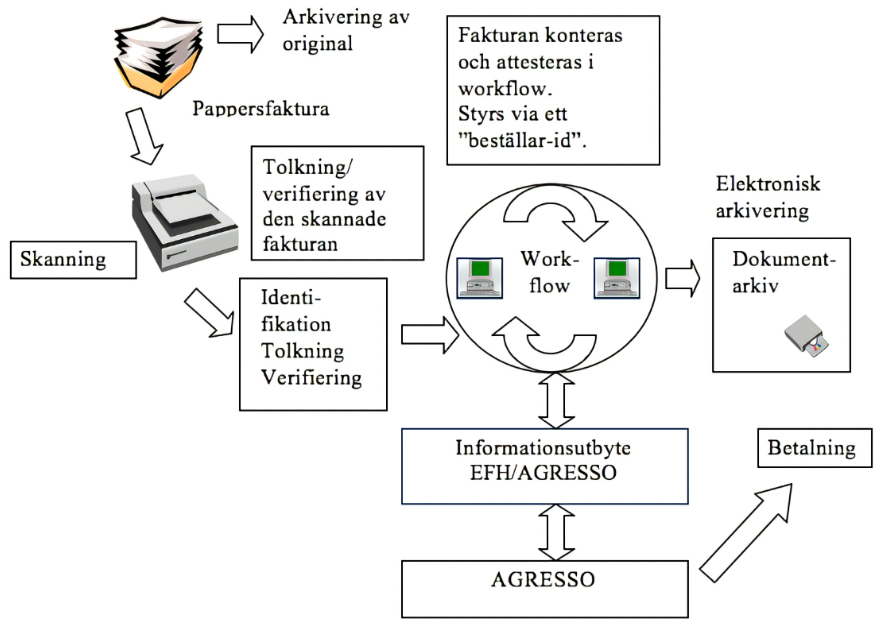 Arkivering av
original
Pappersfaktura
Fakturan konteras
och attesteras i
workflow.
Styrs via ett
”beställar-id”.
Tolkning/
verifiering av
den skannade
fakturan
Skanning
Identi-
fikation
Tolkning
Verifiering
Work-
flow
Elektronisk
arkivering
Dokument-
arkiv
Informationsutbyte
EFH/AGRESSO
Betalning
AGRESSO